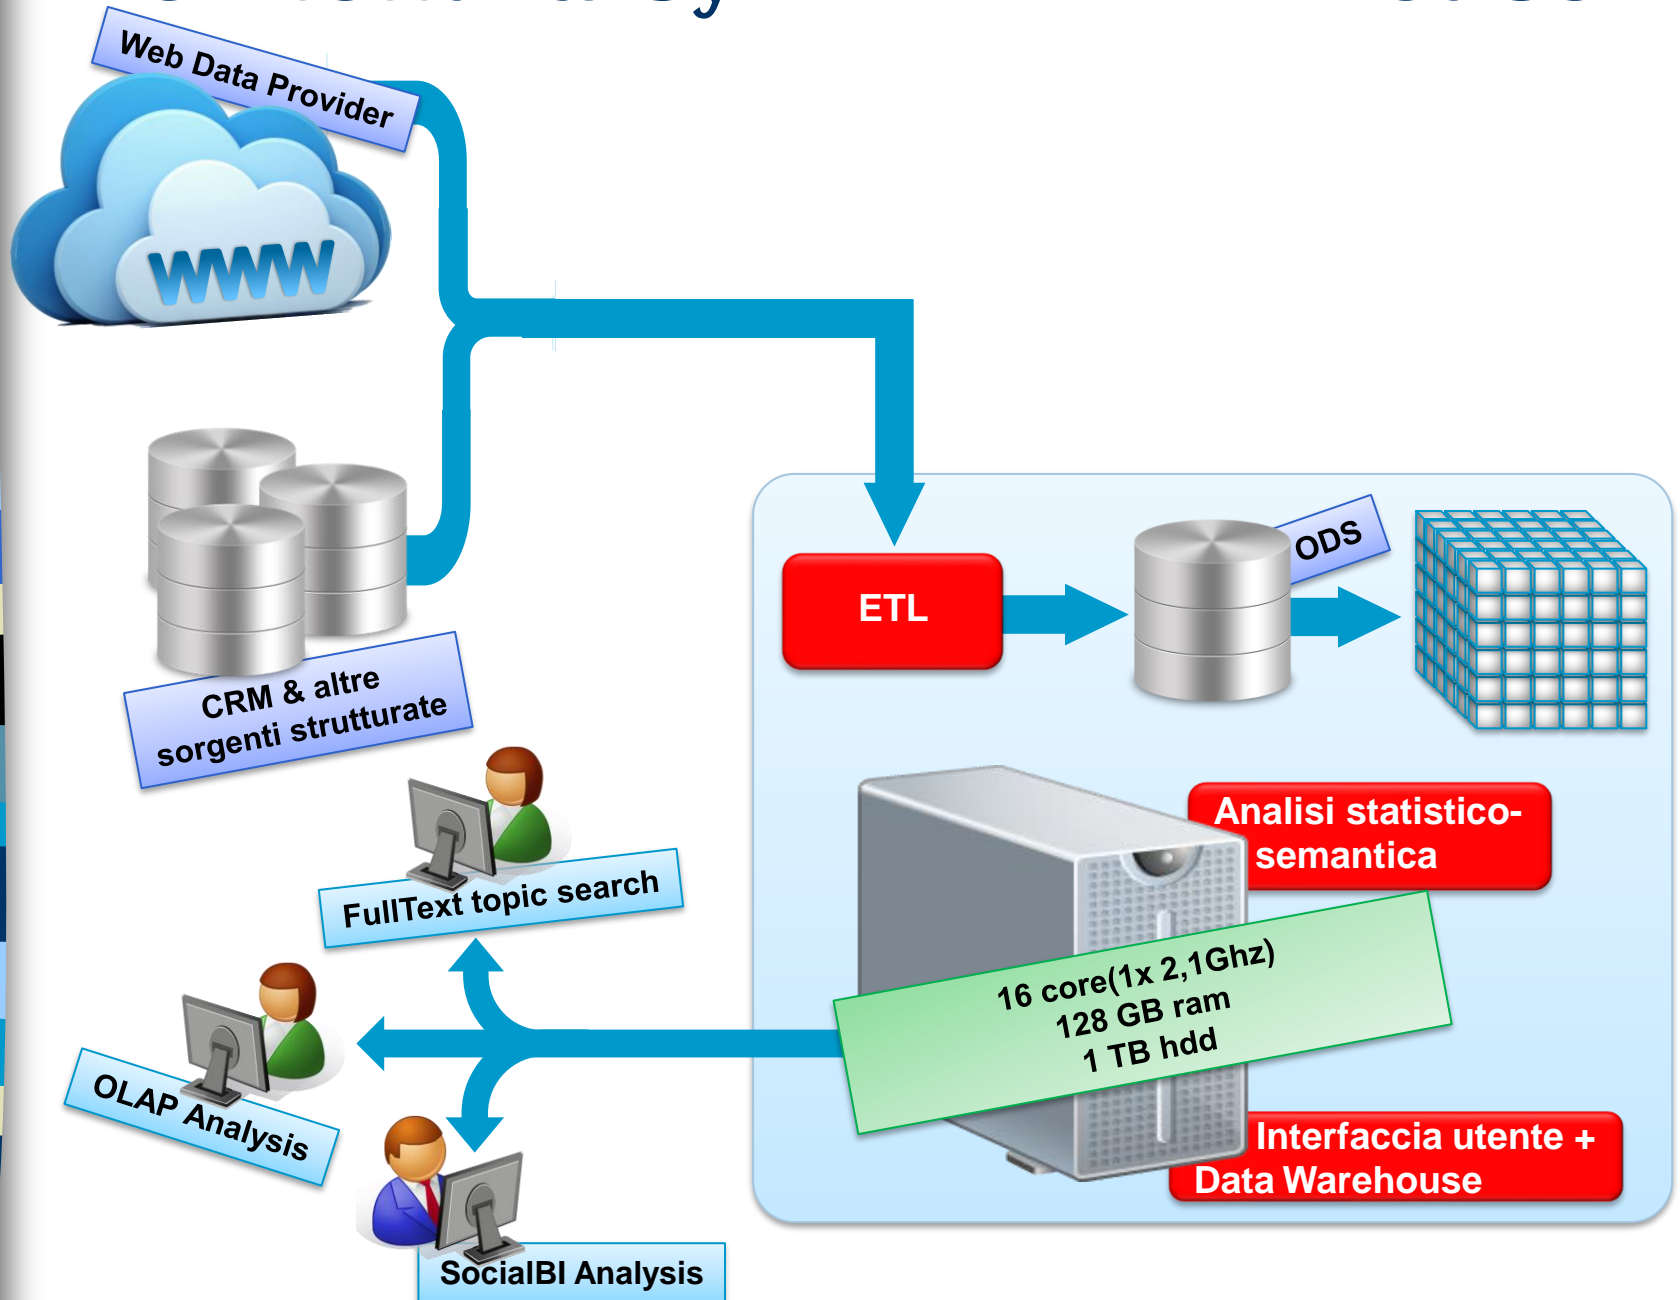 Web Data Provider
WWW
CRM & altre
sorgenti strutturate
ETL
ODS
Analisi statistico-
semantica
FullText topic search
16 core(1x 2,1Ghz)
128 GB ram
1 TB hdd
OLAP Analysis
Interfaccia utente +
Data Warehouse
SocialBI Analysis